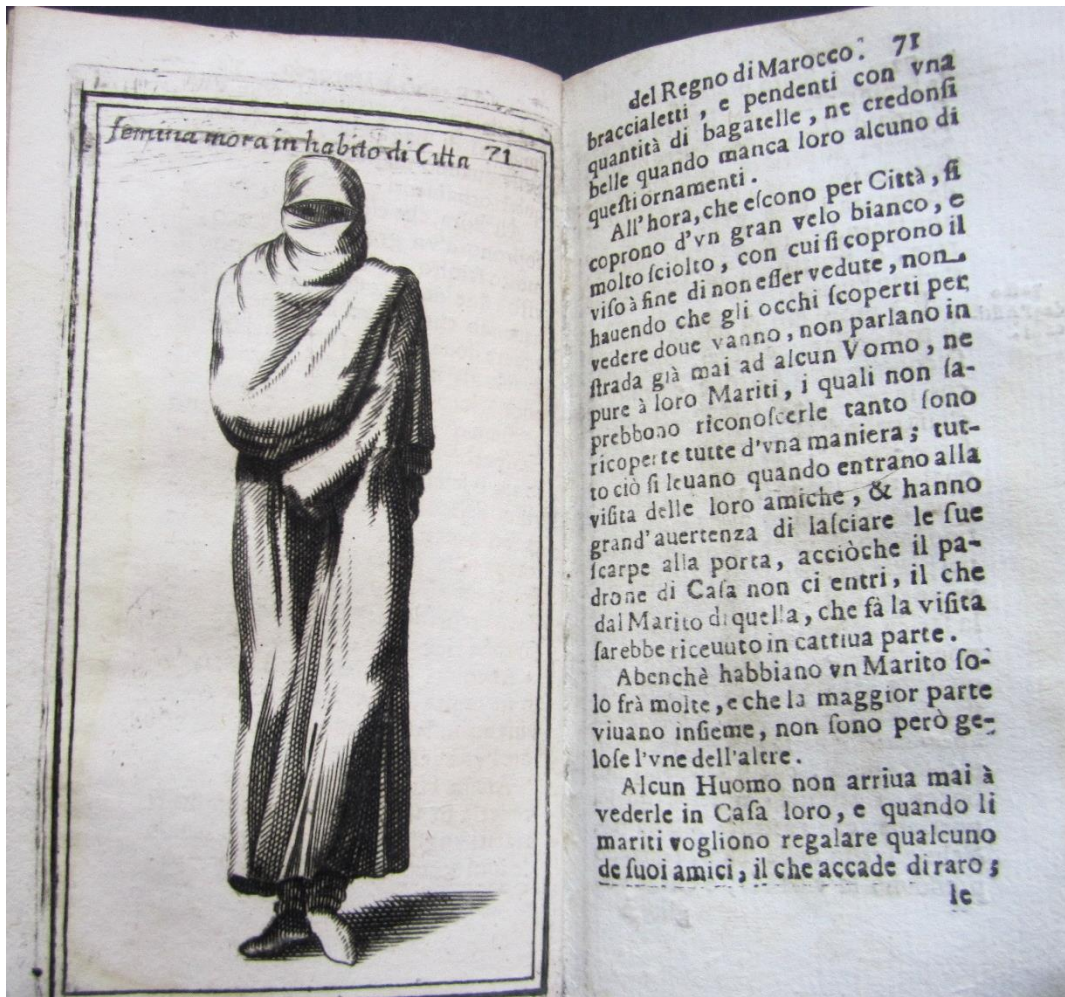 femina mora in habito di Citta 71
del Regno di Marocco. 71
braccialetti, e pendenti con vna
quantità di bagatelle, ne credonſi
belle quando manca loro alcuno di
queſti ornamenti.
All'hora, che eſcono per Città, ſi
coprono d'vn gran velo bianco, e
molto ſciolto, con cui ſi coprono il
viſo à fine di non eſſer vedute, non
hauendo che gli occhi ſcoperti per
vedere doue vanno, non parlano in
ſtrada già mai ad alcun Vomo, ne
pure à loro Mariti, i quali non ſa-
prebbono riconoſcerle tanto ſono
ricoperte tutte d'vna maniera; tut-
to ciò ſi leuano quando entrano alla
viſita delle loro amiche, & hanno
grand'auertenza di laſciare le ſue
ſcarpe alla porta, acciòche il pa-
drone di Caſa non ci entri, il che
dal Marito di quella, che fà la viſita
ſarebbe riceuuto in cattiua parte.
Abenchè habbiano vn Marito ſo-
lo frà molte, e che la maggior parte
viuano inſieme, non ſono però ge-
loſe l'vne dell'altre.
Alcun Huomo non arriua mai à
vederle in Caſa loro, e quando li
mariti vogliono regalare qualcuno
de ſuoi amici, il che accade di raro;
le